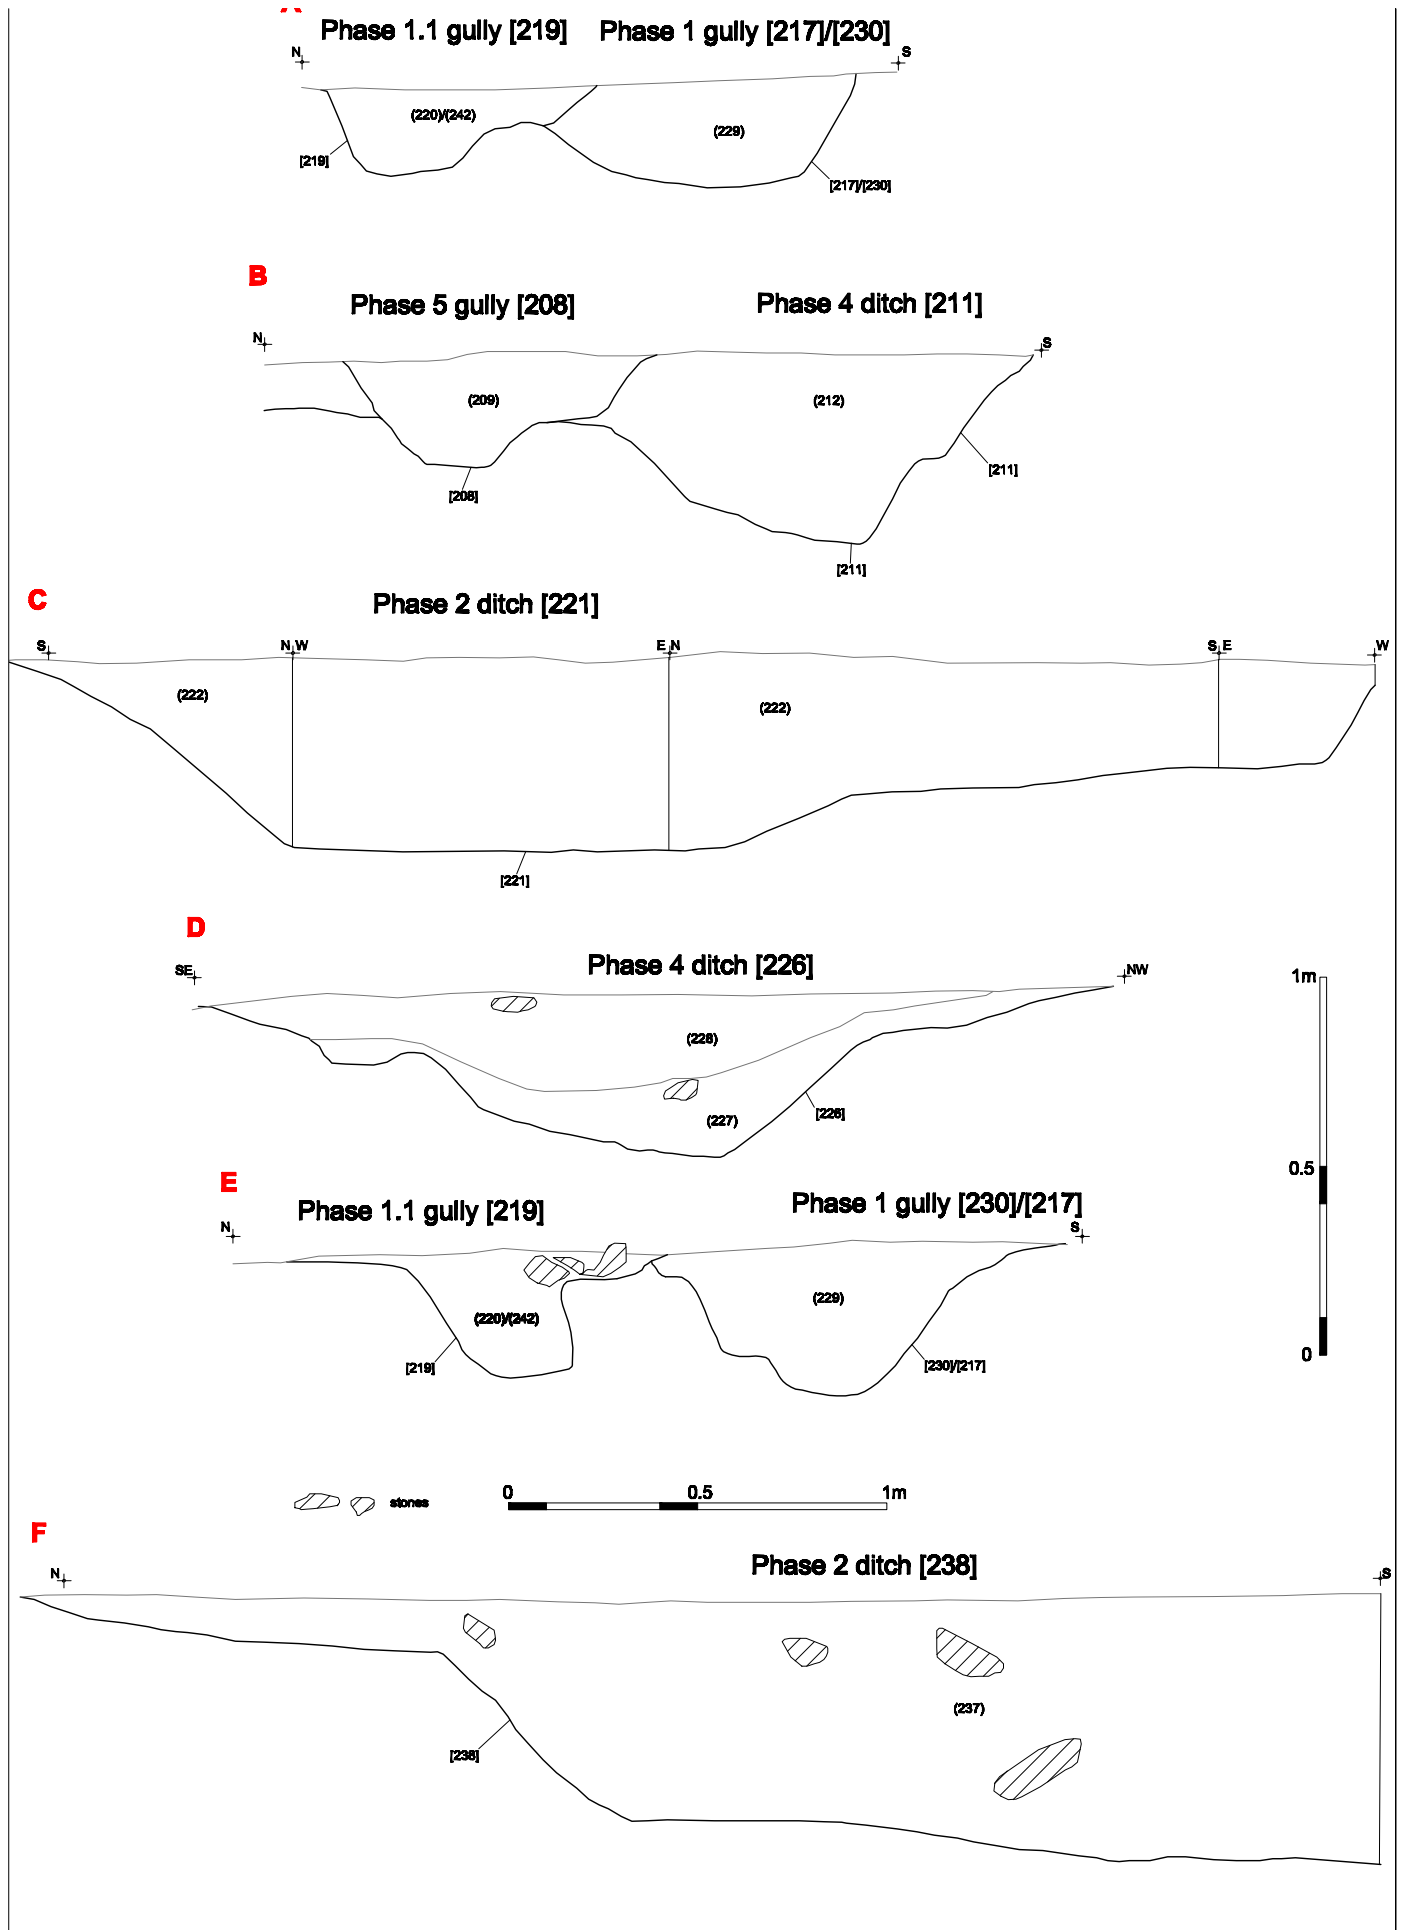 A
Phase 1.1 gully [219] Phase 1 gully [217]/[230]
N S
(220)/(242)
(229)
[219]
[217]/[230]
B
Phase 5 gully [208] Phase 4 ditch [211]
N S
(209) (212)
[208]
[211]
[211]
C
Phase 2 ditch [221]
S N W E N S E W
(222) (222)
[221]
D
Phase 4 ditch [226]
SE NW
(228)
(227)
[226]
1m
0.5
0
E
Phase 1.1 gully [219] Phase 1 gully [230]/[217]
N S
(220)/(242) (229)
[219] [230]/[217]
stones
0 0.5 1m
F
Phase 2 ditch [238]
N S
(237)
[238]